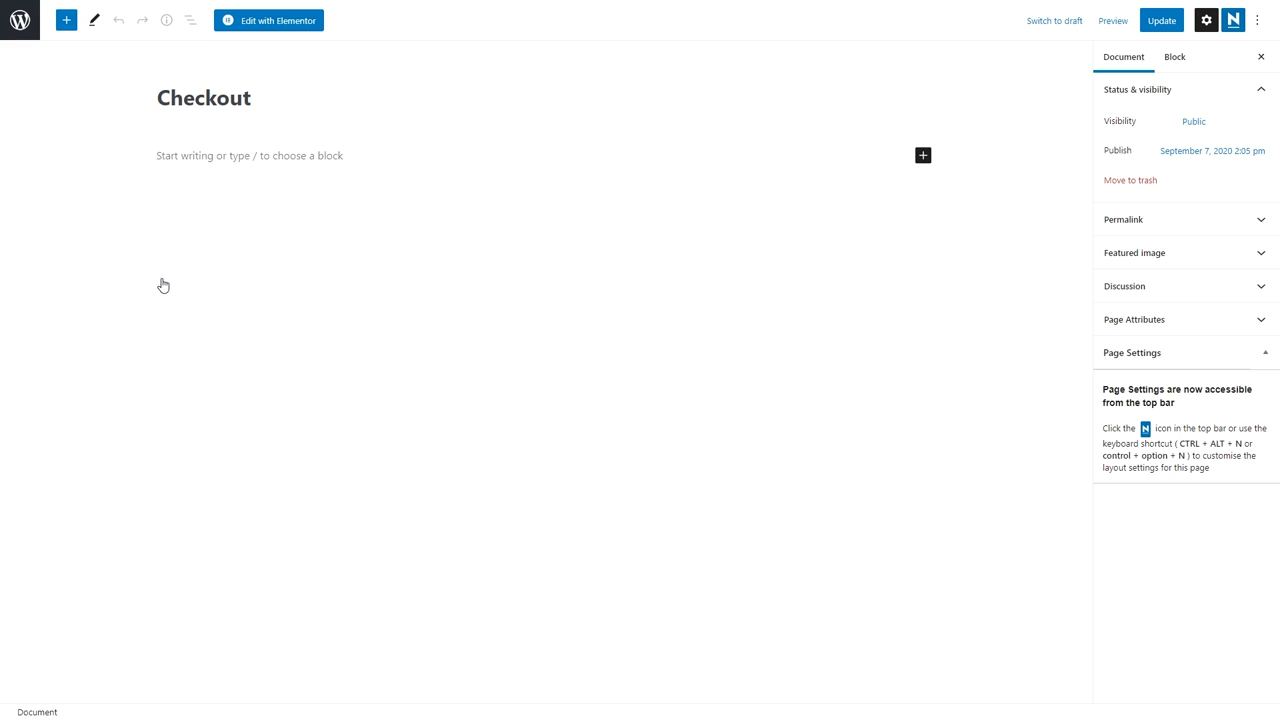 Edit with Elementor
Switch to draft
Preview
Update
N
Document
Block
Checkout
Status & visibility
Start writing or type / to choose a block
Visibility
Public
Publish
September 7, 2020 2:05 pm
Move to trash
Permalink
Featured image
Discussion
Page Attributes
Page Settings
Page Settings are now accessible
from the top bar
Click the N icon in the top bar or use the
keyboard shortcut ( CTRL + ALT + N or
control + option + N ) to customise the
layout settings for this page
Document